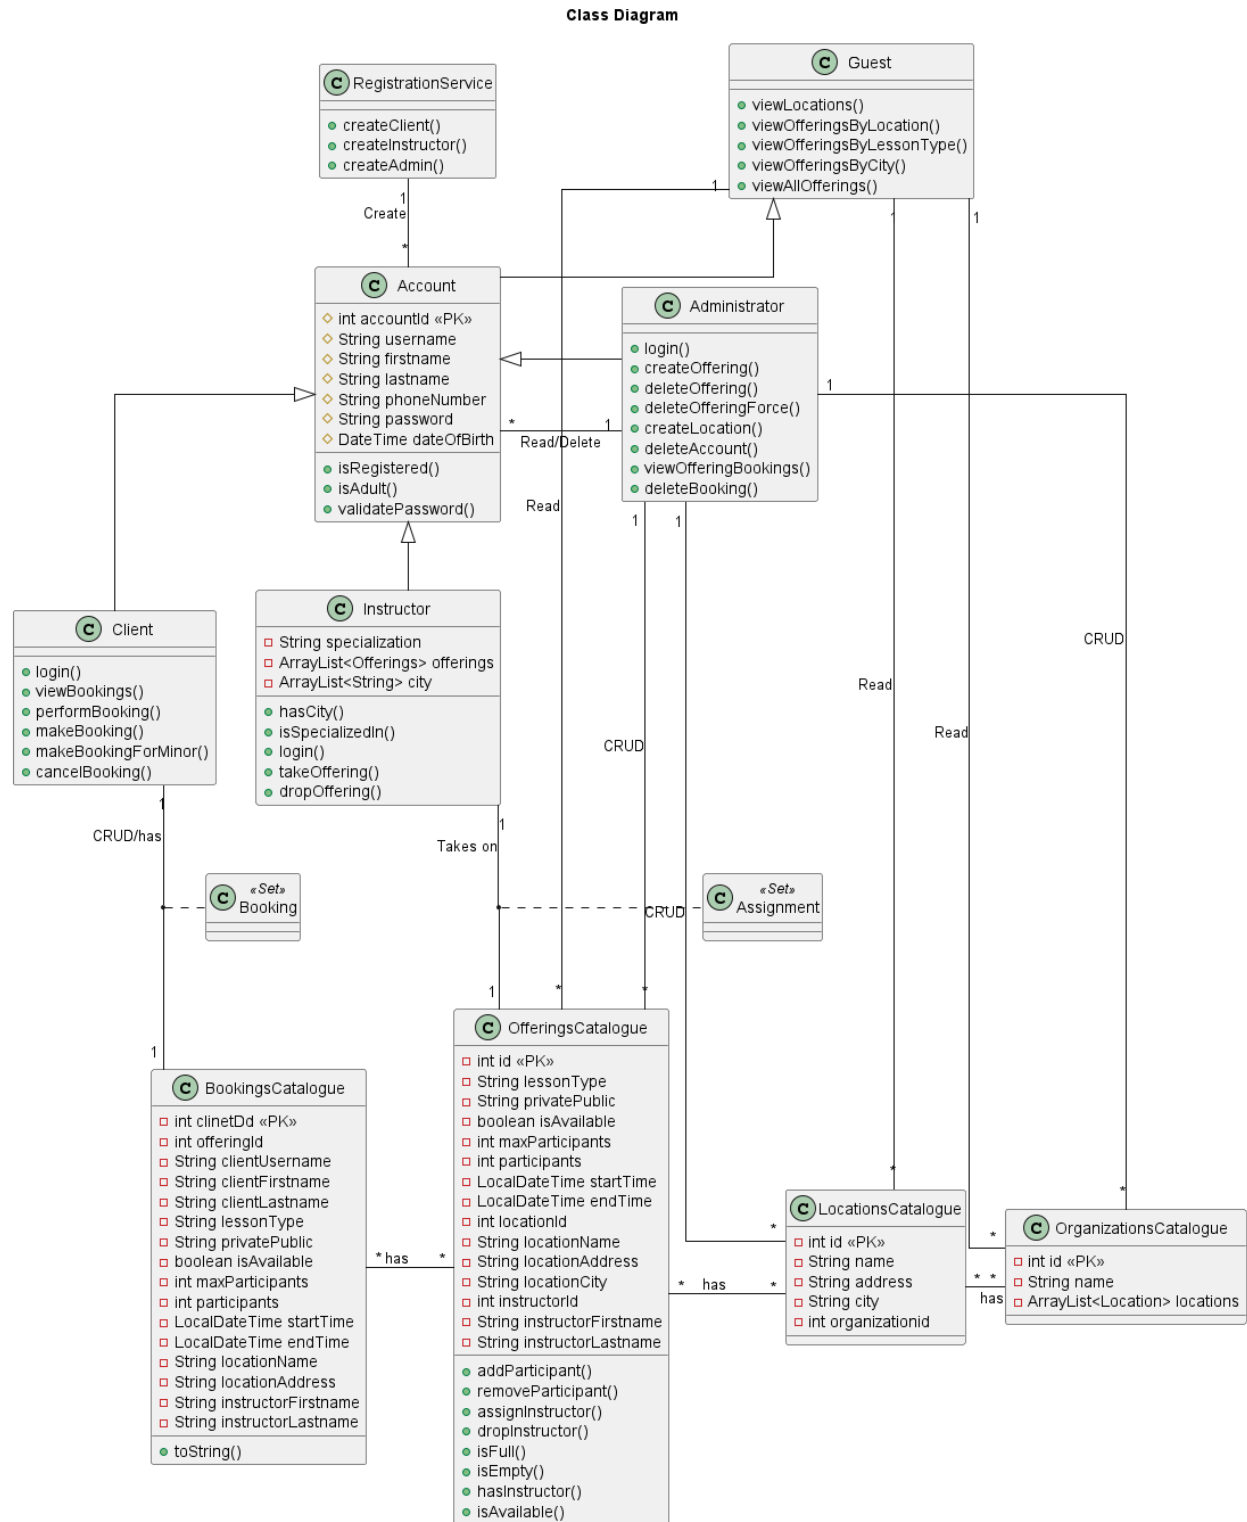 Class Diagram
C Guest
viewLocations()
viewOfferingsByLocation()
viewOfferingsByLessonType()
viewOfferingsByCity()
viewAllOfferings()
C RegistrationService
createClient()
createInstructor()
createAdmin()
1
1
1
1
Create
*
C Account
int accountId «PK»
String username
String firstname
String lastname
String phoneNumber
String password
DateTime dateOfBirth
isRegistered()
isAdult()
validatePassword()
C Administrator
login()
createOffering()
deleteOffering()
deleteOfferingForce()
createLocation()
deleteAccount()
viewOfferingBookings()
deleteBooking()
1
* 1
Read/Delete
Read
1
1
C Client
login()
viewBookings()
performBooking()
makeBooking()
makeBookingForMinor()
cancelBooking()
C Instructor
String specialization
ArrayList<Offerings> offerings
ArrayList<String> city
hasCity()
isSpecializedIn()
login()
takeOffering()
dropOffering()
CRUD
Read
Read
CRUD
1
CRUD/has
1
Takes on
C «Set»
Booking
C «Set»
Assignment
CRUD
1
1
*
*
C BookingsCatalogue
int clinetDd «PK»
int offeringId
String clientUsername
String clientFirstname
String clientLastname
String lessonType
String privatePublic
boolean isAvailable
int maxParticipants
int participants
LocalDateTime startTime
LocalDateTime endTime
String locationName
String locationAddress
String instructorFirstname
String instructorLastname
toString()
* has *
C OfferingsCatalogue
int id «PK»
String lessonType
String privatePublic
boolean isAvailable
int maxParticipants
int participants
LocalDateTime startTime
LocalDateTime endTime
int locationId
String locationName
String locationAddress
String locationCity
int instructorId
String instructorFirstname
String instructorLastname
addParticipant()
removeParticipant()
assignInstructor()
dropInstructor()
isFull()
isEmpty()
hasInstructor()
isAvailable()
* has *
*
*
C LocationsCatalogue
int id «PK»
String name
String address
String city
int organizationid
* *
has
*
*
C OrganizationsCatalogue
int id «PK»
String name
ArrayList<Location> locations